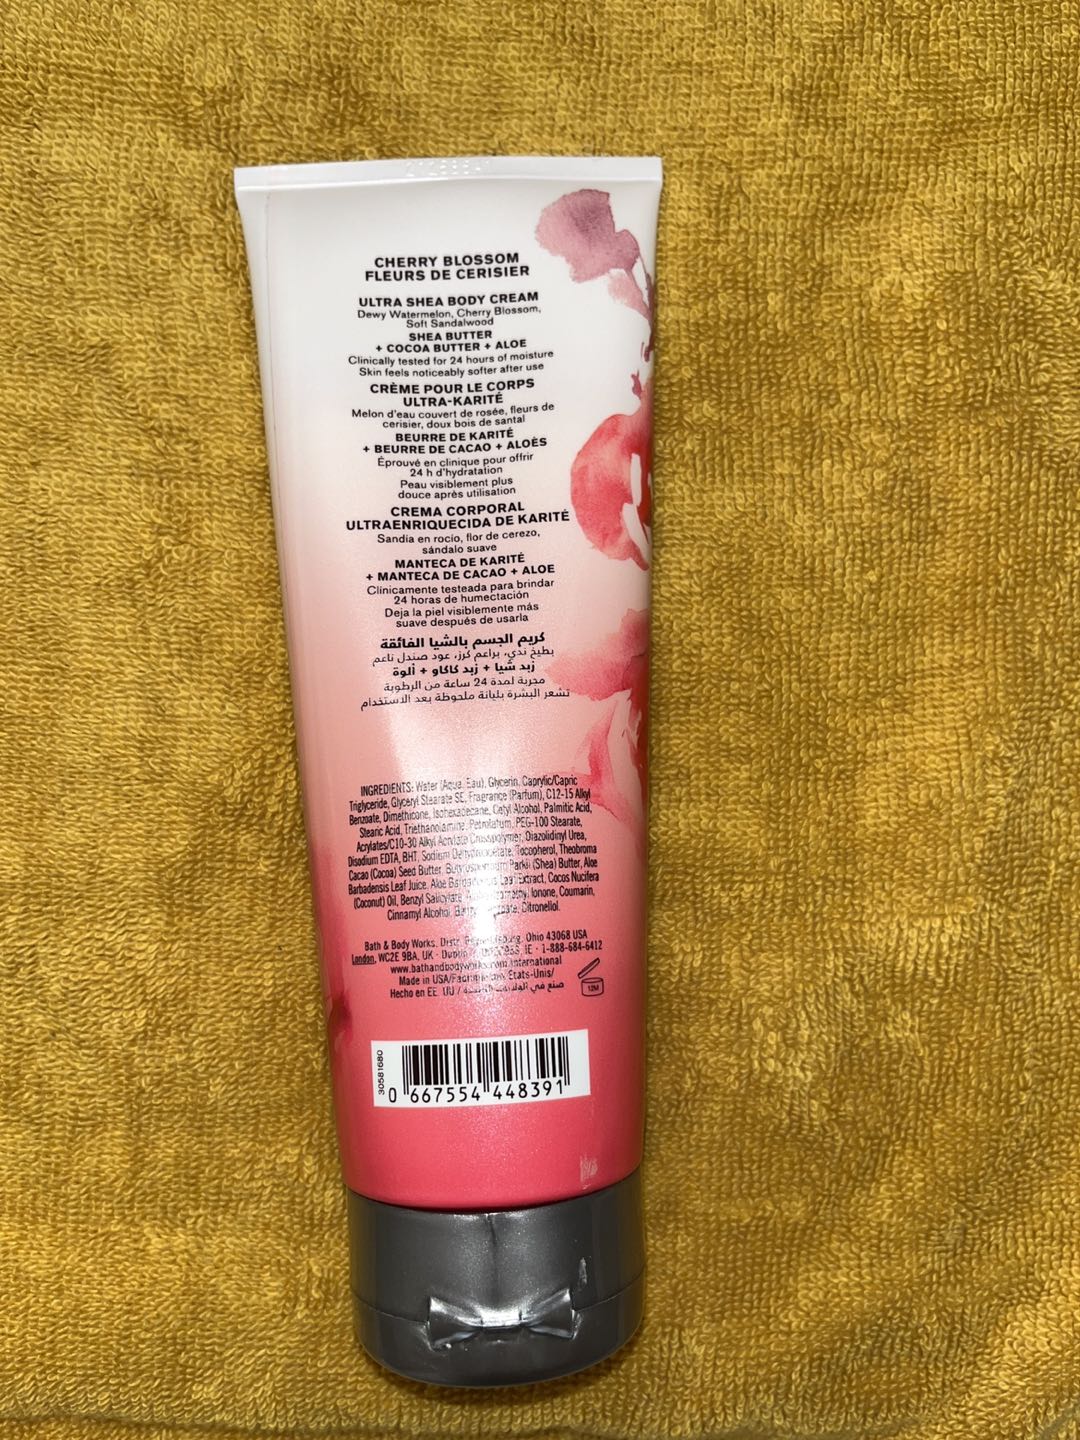 CHERRY BLOSSOM
FLEURS DE CERISIER
ULTRA SHEA BODY CREAM
Dewy Watermelon, Cherry Blossom,
Soft Sandalwood
SHEA BUTTER
+ COCOA BUTTER + ALOE
Clinically tested for 24 hours of moisture
Skin feels noticeably softer after use
CRÈME POUR LE CORPS
ULTRA-KARITÉ
Melon d'eau couvert de rosée, fleurs de
cerisier, doux bois de santal
BEURRE DE KARITÉ
+ BEURRE DE CACAO + ALOÈS
Éprouvé en clinique pour offrir
24 h d'hydratation
Peau visiblement plus
douce après utilisation
CREMA CORPORAL
ULTRAENRIQUECIDA DE KARITÉ
Sandía en rocío, flor de cerezo,
sándalo suave
MANTECA DE KARITÉ
+ MANTECA DE CACAO + ALOE
Clínicamente testeada para brindar
24 horas de humectación
Deja la piel visiblemente más
suave después de usarla
كريم الجسم بالشيا الفائقة
بطيخ ندي، براعم كرز، عود صندل ناعم
زبد شيا + زبد كاكاو + ألوة
مجربة لمدة 24 ساعة من الرطوبة
تشعر البشرة بليانة ملحوظة بعد الاستخدام
INGREDIENTS: Water (Aqua, Eau), Glycerin, Caprylic/Capric
Triglyceride, Glyceryl Stearate SE, Fragrance (Parfum), C12-15 Alkyl
Benzoate, Dimethicone, Isohexadecane, Cetyl Alcohol, Palmitic Acid,
Stearic Acid, Triethanolamine, Petrolatum, PEG-100 Stearate,
Acrylates/C10-30 Alkyl Acrylate Crosspolymer, Diazolidinyl Urea,
Disodium EDTA, BHT, Sodium Dehydroacetate, Tocopherol, Theobroma
Cacao (Cocoa) Seed Butter, Butyrospermum Parkii (Shea) Butter, Aloe
Barbadensis Leaf Juice, Aloe Barbadensis Leaf Extract, Cocos Nucifera
(Coconut) Oil, Benzyl Salicylate, Ionone, Coumarin,
Cinnamyl Alcohol, Citronellol.
Bath & Body Works, Distr. Ohio 43068 USA
London, WC2E 9BA, UK · Dublin IE · 1-888-684-6412
www.bathandbodyworks.com/international
Made in USA/ États-Unis/
Hecho en EE. UU / صنع في
12M
30581680
0 667554 448391